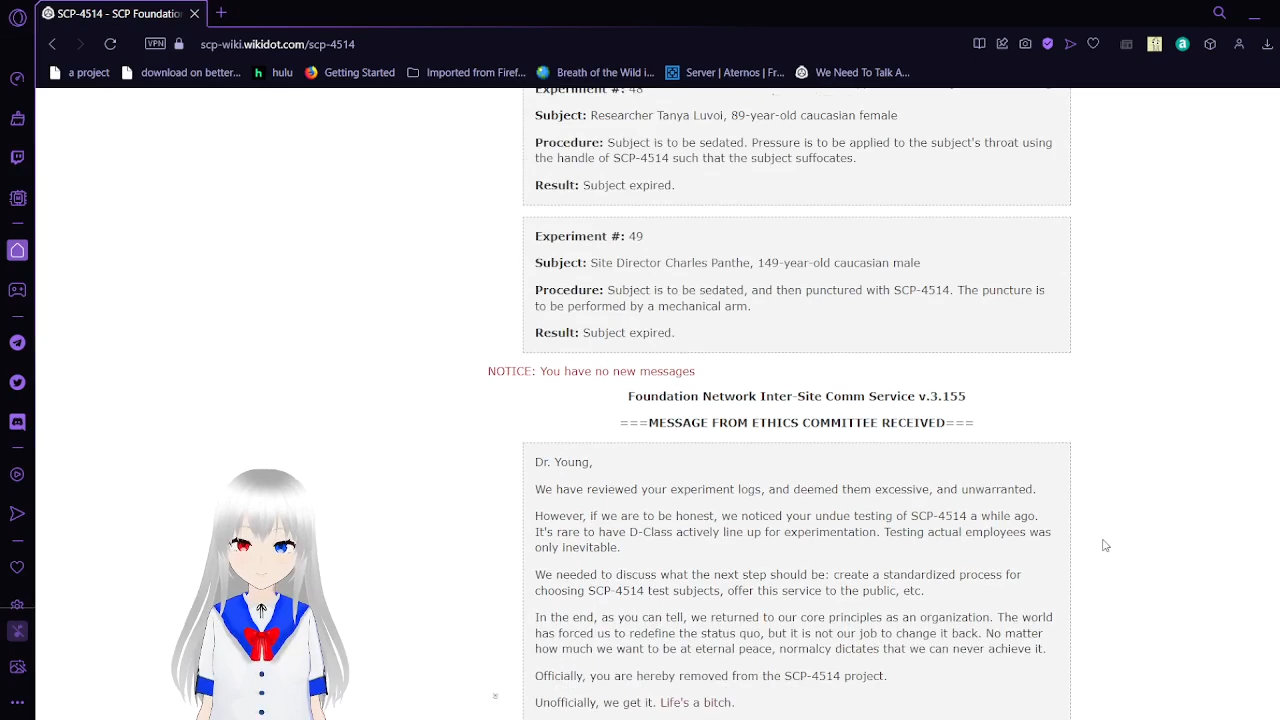 SCP-4514 - SCP Foundation
VPN
scp-wiki.wikidot.com/scp-4514
a project
download on better...
hulu
Getting Started
Imported from Firef...
Breath of the Wild i...
Server | Aternos | Fr...
We Need To Talk A...
Experiment #: 48
Subject: Researcher Tanya Luvoi, 89-year-old caucasian female
Procedure: Subject is to be sedated. Pressure is to be applied to the subject's throat using
the handle of SCP-4514 such that the subject suffocates.
Result: Subject expired.
Experiment #: 49
Subject: Site Director Charles Panthe, 149-year-old caucasian male
Procedure: Subject is to be sedated, and then punctured with SCP-4514. The puncture is
to be performed by a mechanical arm.
Result: Subject expired.
NOTICE: You have no new messages
Foundation Network Inter-Site Comm Service v.3.155
===MESSAGE FROM ETHICS COMMITTEE RECEIVED===
Dr. Young,
We have reviewed your experiment logs, and deemed them excessive, and unwarranted.
However, if we are to be honest, we noticed your undue testing of SCP-4514 a while ago.
It's rare to have D-Class actively line up for experimentation. Testing actual employees was
only inevitable.
We needed to discuss what the next step should be: create a standardized process for
choosing SCP-4514 test subjects, offer this service to the public, etc.
In the end, as you can tell, we returned to our core principles as an organization. The world
has forced us to redefine the status quo, but it is not our job to change it back. No matter
how much we want to be at eternal peace, normalcy dictates that we can never achieve it.
Officially, you are hereby removed from the SCP-4514 project.
Unofficially, we get it. Life's a bitch.